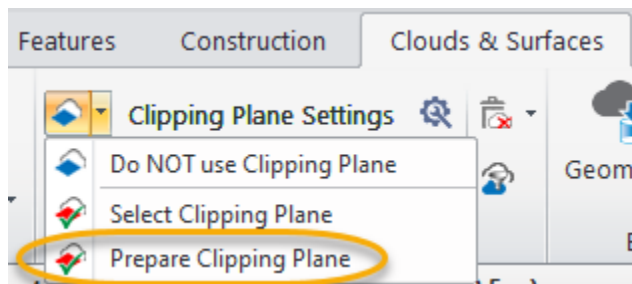 Features Construction Clouds & Surfaces
Clipping Plane Settings
Do NOT use Clipping Plane
Geom
Select Clipping Plane
Prepare Clipping Plane